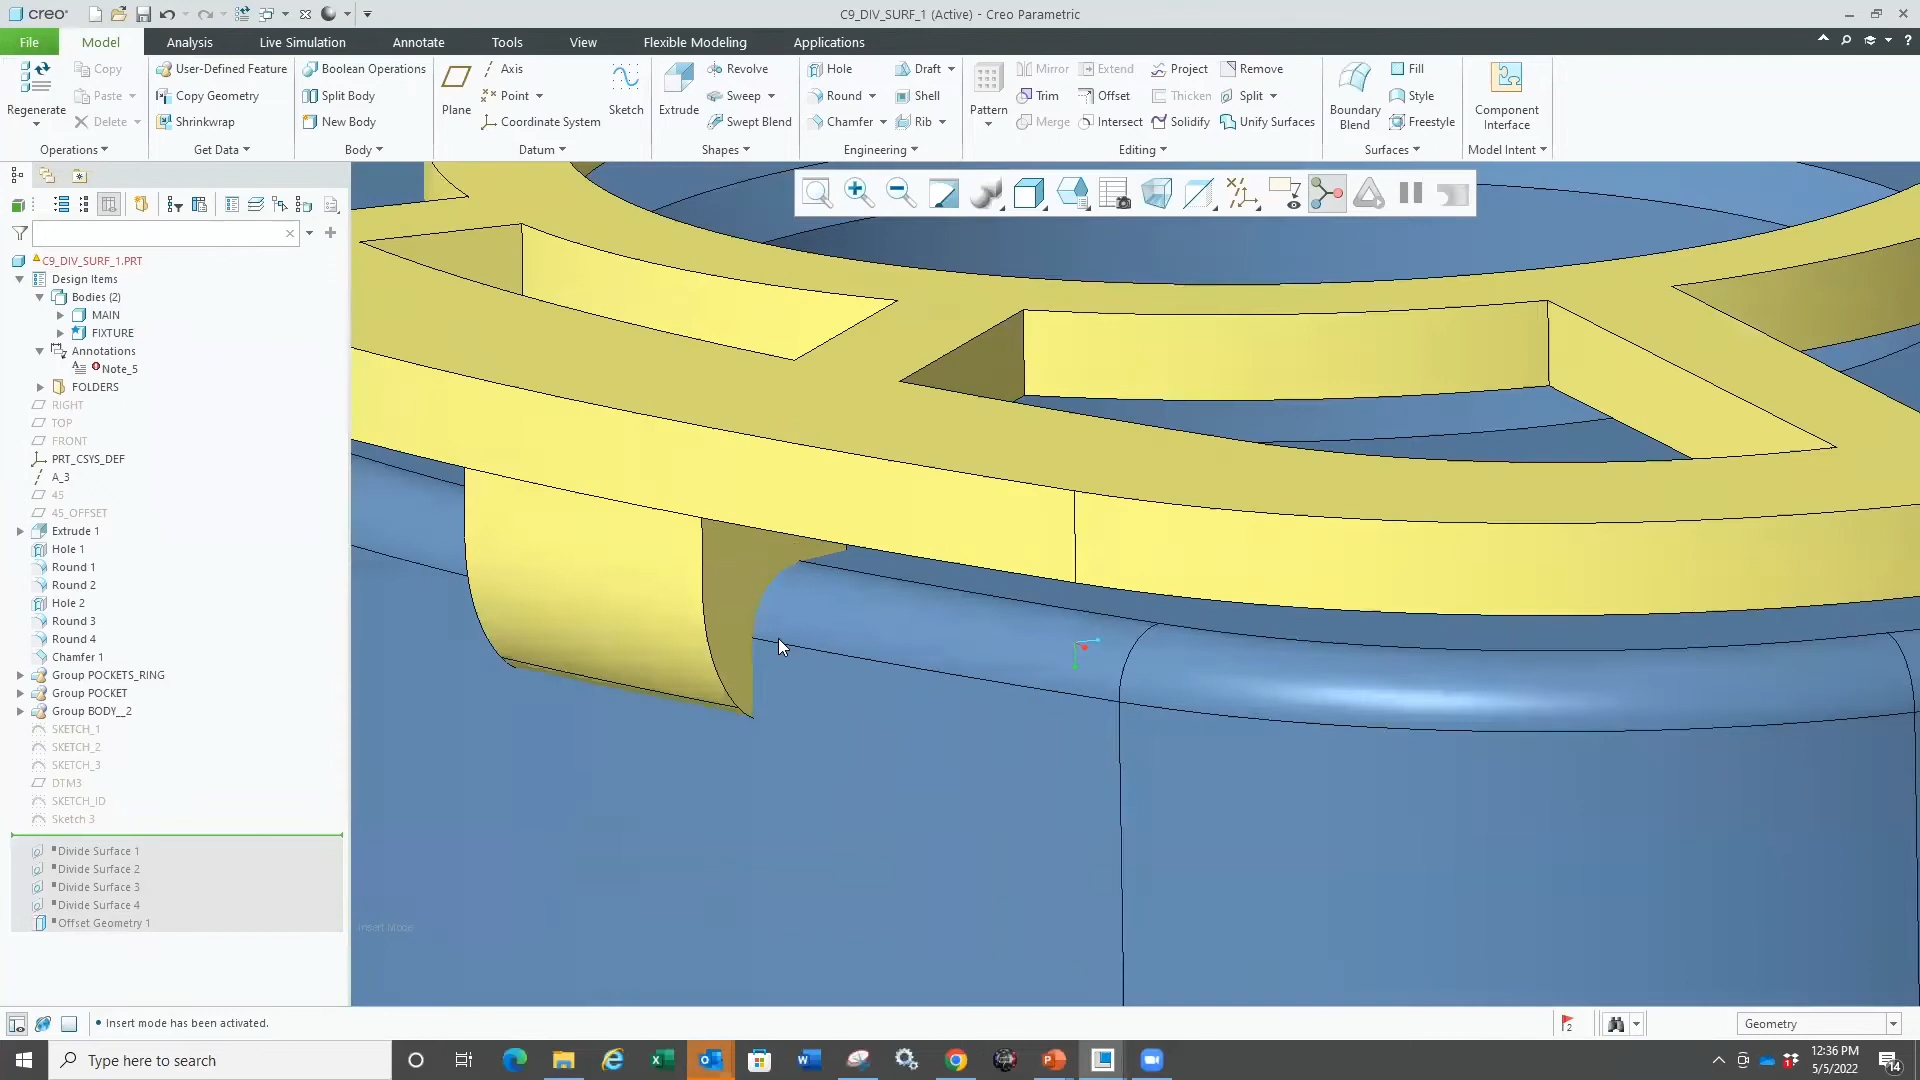 creo
C9_DIV_SURF_1 (Active) - Creo Parametric
File Model Analysis Live Simulation Annotate Tools View Flexible Modeling Applications
Regenerate
Copy
Paste
Delete
Operations
User-Defined Feature
Copy Geometry
Shrinkwrap
Get Data
Boolean Operations
Split Body
New Body
Body
Plane
Axis
Point
Coordinate System
Sketch
Datum
Extrude
Revolve
Sweep
Swept Blend
Shapes
Hole
Round
Chamfer
Draft
Shell
Rib
Engineering
Pattern
Mirror
Trim
Merge
Extend
Offset
Intersect
Project
Thicken
Solidify
Remove
Split
Unify Surfaces
Editing
Boundary
Blend
Fill
Style
Freestyle
Surfaces
Component
Interface
Model Intent
C9_DIV_SURF_1.PRT
Design Items
Bodies (2)
MAIN
FIXTURE
Annotations
Note_5
FOLDERS
RIGHT
TOP
FRONT
PRT_CSYS_DEF
A_3
45
45_OFFSET
Extrude 1
Hole 1
Round 1
Round 2
Hole 2
Round 3
Round 4
Chamfer 1
Group POCKETS_RING
Group POCKET
Group BODY__2
SKETCH_1
SKETCH_2
SKETCH_3
DTM3
SKETCH_ID
Sketch 3
Divide Surface 1
Divide Surface 2
Divide Surface 3
Divide Surface 4
Offset Geometry 1
Insert Mode
• Insert mode has been activated.
2
Geometry
Type here to search
12:36 PM
5/5/2022
14